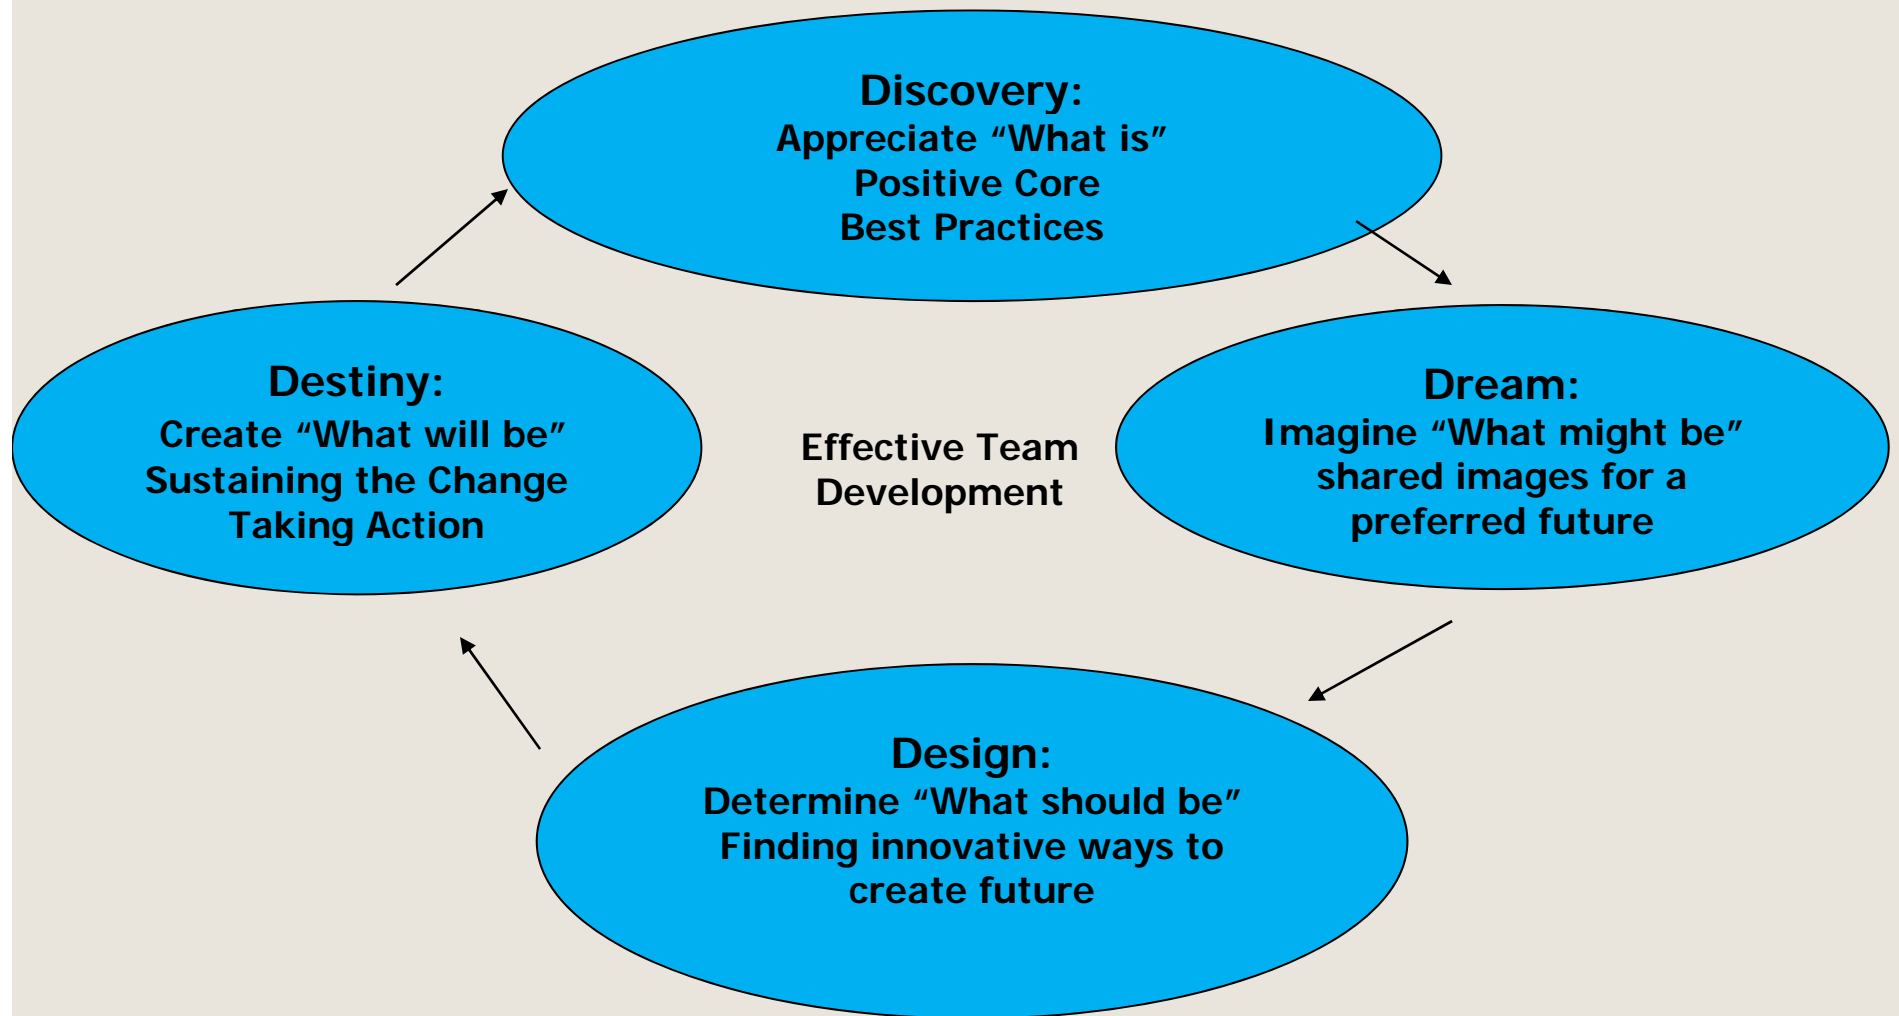 Discovery:
Appreciate “What is”
Positive Core
Best Practices
Destiny:
Create “What will be”
Sustaining the Change
Taking Action
Effective Team
Development
Dream:
Imagine “What might be”
shared images for a
preferred future
Design:
Determine “What should be”
Finding innovative ways to
create future